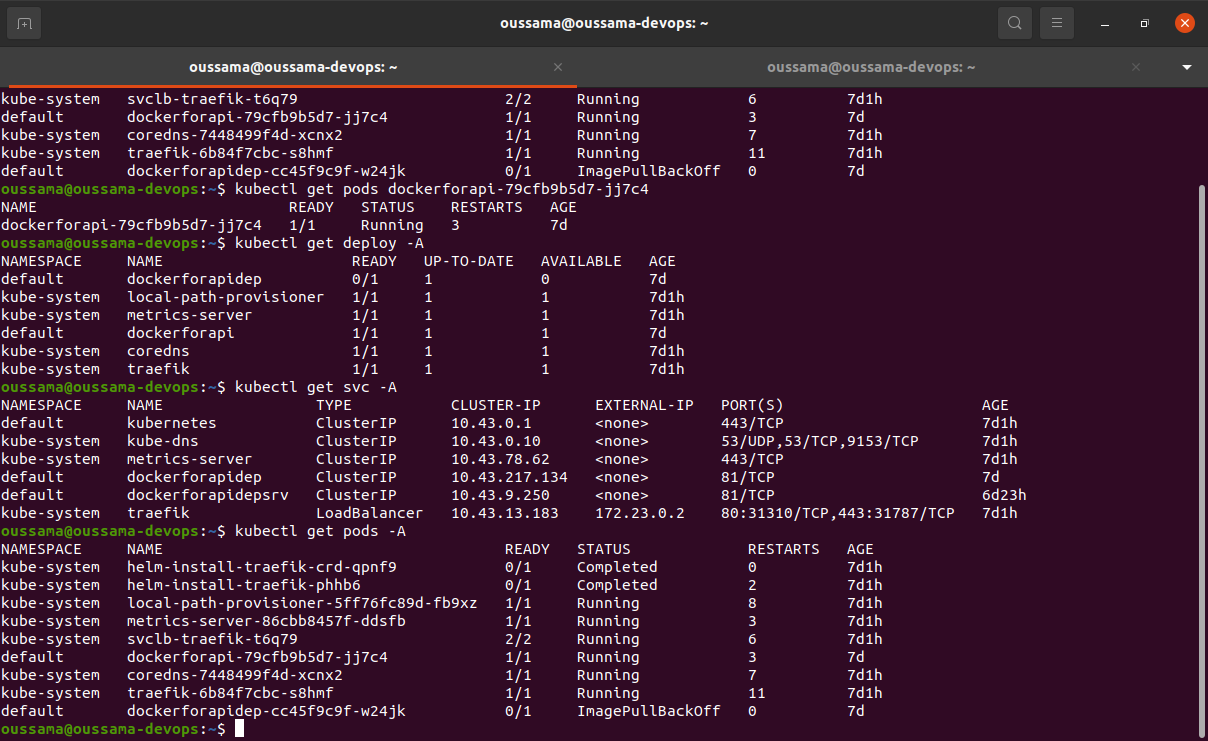 oussama@oussama-devops: ~
oussama@oussama-devops: ~
oussama@oussama-devops: ~
kube-system   svclb-traefik-t6q79                       2/2     Running            6          7d1h
default       dockerforapi-79cfb9b5d7-jj7c4             1/1     Running            3          7d
kube-system   coredns-7448499f4d-xcnx2                  1/1     Running            7          7d1h
kube-system   traefik-6b84f7cbc-s8hmf                   1/1     Running            11         7d1h
default       dockerforapidep-cc45f9c9f-w24jk           0/1     ImagePullBackOff   0          7d
oussama@oussama-devops:~$ kubectl get pods dockerforapi-79cfb9b5d7-jj7c4
NAME                            READY   STATUS    RESTARTS   AGE
dockerforapi-79cfb9b5d7-jj7c4   1/1     Running   3          7d
oussama@oussama-devops:~$ kubectl get deploy -A
NAMESPACE     NAME                     READY   UP-TO-DATE   AVAILABLE   AGE
default       dockerforapidep          0/1     1            0           7d
kube-system   local-path-provisioner   1/1     1            1           7d1h
kube-system   metrics-server           1/1     1            1           7d1h
default       dockerforapi             1/1     1            1           7d
kube-system   coredns                  1/1     1            1           7d1h
kube-system   traefik                  1/1     1            1           7d1h
oussama@oussama-devops:~$ kubectl get svc -A
NAMESPACE     NAME                 TYPE           CLUSTER-IP      EXTERNAL-IP   PORT(S)                      AGE
default       kubernetes           ClusterIP      10.43.0.1       <none>        443/TCP                      7d1h
kube-system   kube-dns             ClusterIP      10.43.0.10      <none>        53/UDP,53/TCP,9153/TCP       7d1h
kube-system   metrics-server       ClusterIP      10.43.78.62     <none>        443/TCP                      7d1h
default       dockerforapidep      ClusterIP      10.43.217.134   <none>        81/TCP                       7d
default       dockerforapidepsrv   ClusterIP      10.43.9.250     <none>        81/TCP                       6d23h
kube-system   traefik              LoadBalancer   10.43.13.183    172.23.0.2    80:31310/TCP,443:31787/TCP   7d1h
oussama@oussama-devops:~$ kubectl get pods -A
NAMESPACE     NAME                                      READY   STATUS             RESTARTS   AGE
kube-system   helm-install-traefik-crd-qpnf9            0/1     Completed          0          7d1h
kube-system   helm-install-traefik-phhb6                0/1     Completed          2          7d1h
kube-system   local-path-provisioner-5ff76fc89d-fb9xz   1/1     Running            8          7d1h
kube-system   metrics-server-86cbb8457f-ddsfb           1/1     Running            3          7d1h
kube-system   svclb-traefik-t6q79                       2/2     Running            6          7d1h
default       dockerforapi-79cfb9b5d7-jj7c4             1/1     Running            3          7d
kube-system   coredns-7448499f4d-xcnx2                  1/1     Running            7          7d1h
kube-system   traefik-6b84f7cbc-s8hmf                   1/1     Running            11         7d1h
default       dockerforapidep-cc45f9c9f-w24jk           0/1     ImagePullBackOff   0          7d
oussama@oussama-devops:~$